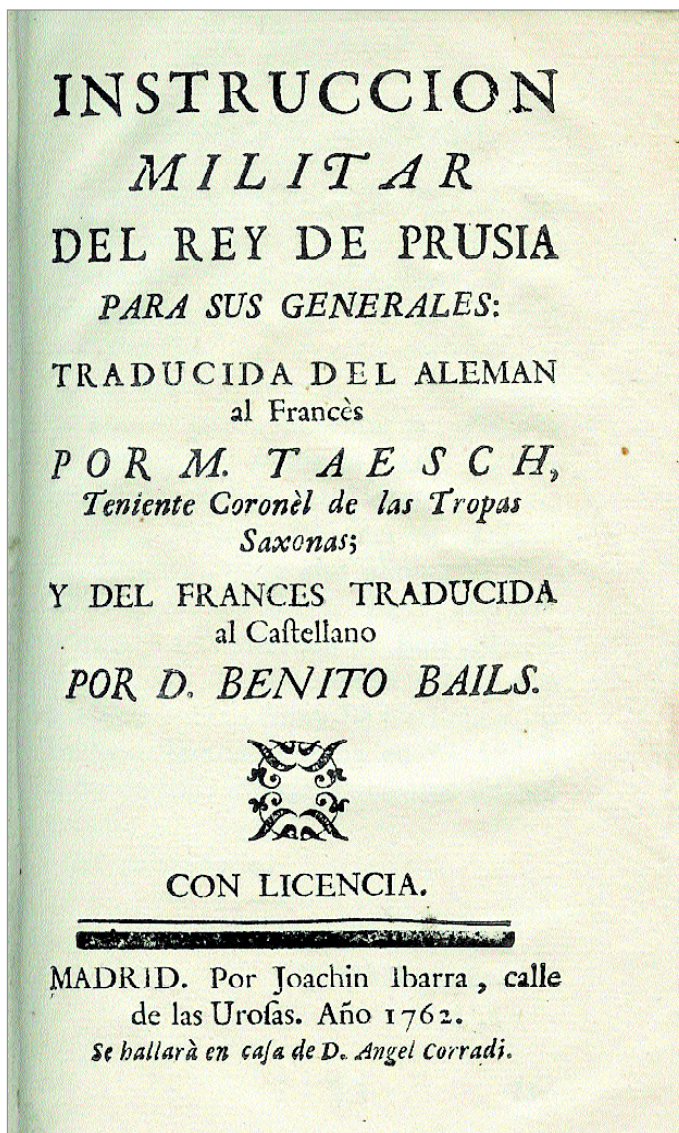 INSTRUCCION
MILITAR
DEL REY DE PRUSIA
PARA SUS GENERALES:
TRADUCIDA DEL ALEMAN
al Francès
POR M. TAESCH,
Teniente Coronèl de las Tropas
Saxonas;
Y DEL FRANCES TRADUCIDA
al Caſtellano
POR D. BENITO BAILS.
CON LICENCIA.
MADRID. Por Joachin Ibarra, calle
de las Uroſas. Año 1762.
Se hallarà en caſa de D. Angel Corradi.